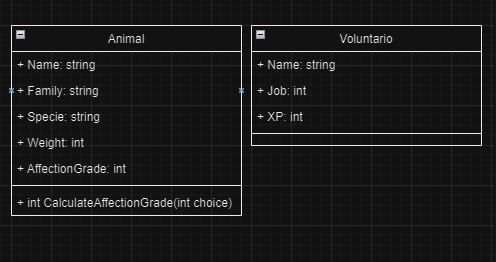 Animal
+ Name: string
+ Family: string
+ Specie: string
+ Weight: int
+ AffectionGrade: int
+ int CalculateAffectionGrade(int choice)
Voluntario
+ Name: string
+ Job: int
+ XP: int